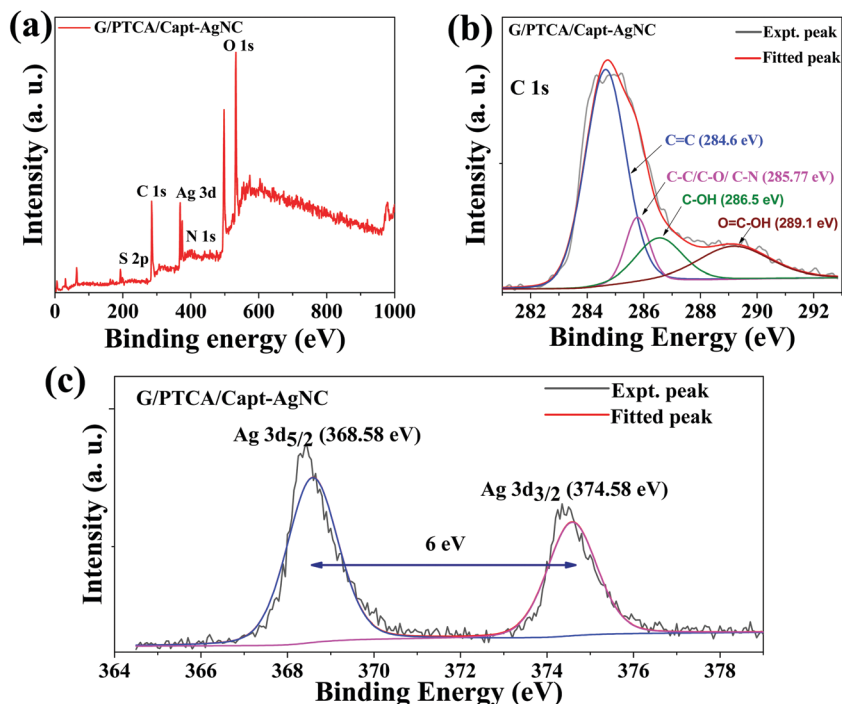 (a)
G/PTCA/Capt-AgNC
O 1s
C 1s
Ag 3d
N 1s
S 2p
Intensity (a. u.)
0 200 400 600 800 1000
Binding energy (eV)
(b)
G/PTCA/Capt-AgNC
Expt. peak
Fitted peak
C 1s
C=C (284.6 eV)
C-C/C-O/ C-N (285.77 eV)
C-OH (286.5 eV)
O=C-OH (289.1 eV)
Intensity (a. u.)
282 284 286 288 290 292
Binding Energy (eV)
(c)
G/PTCA/Capt-AgNC
Expt. peak
Fitted peak
Ag 3d5/2 (368.58 eV)
Ag 3d3/2 (374.58 eV)
6 eV
Intensity (a. u.)
364 366 368 370 372 374 376 378
Binding Energy (eV)